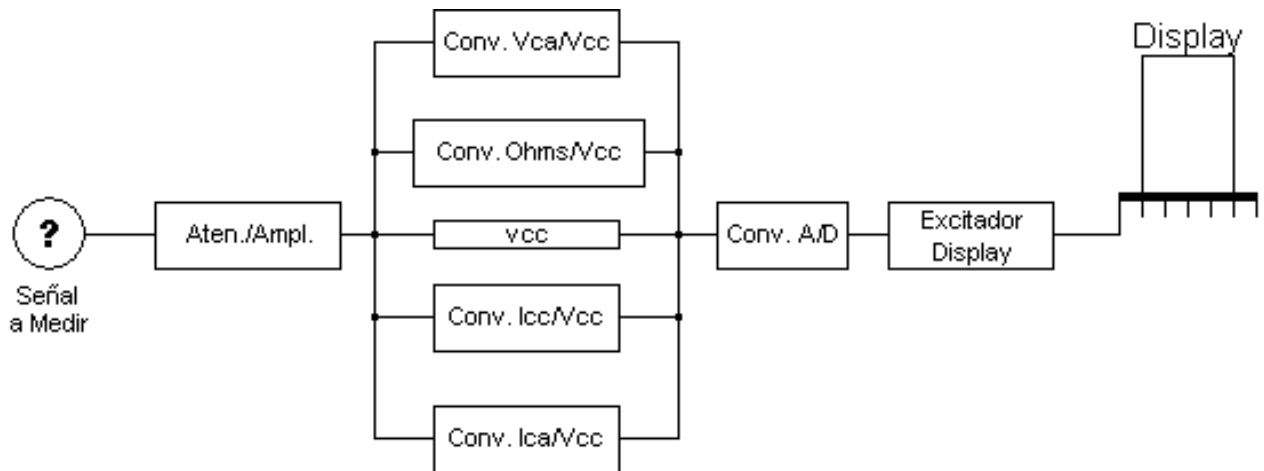 Conv. Vca/Vcc
Display
Conv. Ohms/Vcc
?
Aten./Ampl.
vcc
Conv. A/D
Excitador
Display
Señal
a Medir
Conv. Icc/Vcc
Conv. Ica/Vcc